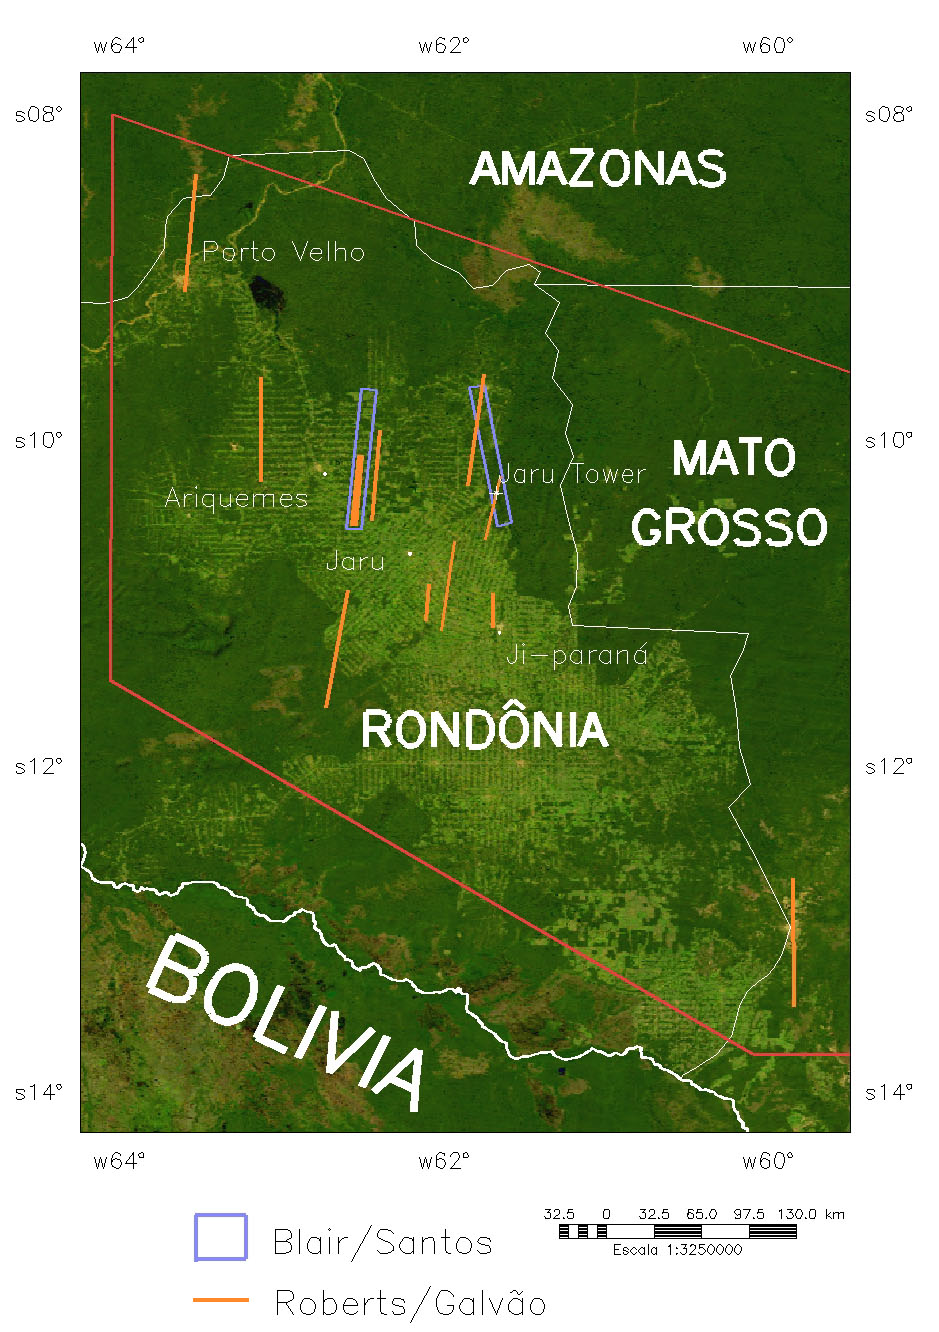 w64° w62° w60°
s08° s08°
AMAZONAS
Porto Velho
s10° s10°
MATO
Jaru Tower
Ariquemes
GROSSO
Jaru
Ji-paraná
RONDÔNIA
s12° s12°
BOLIVIA
s14° s14°
w64° w62° w60°
32.5 0 32.5 65.0 97.5 130.0 km
Escala 1:3250000
Blair/Santos
Roberts/Galvão